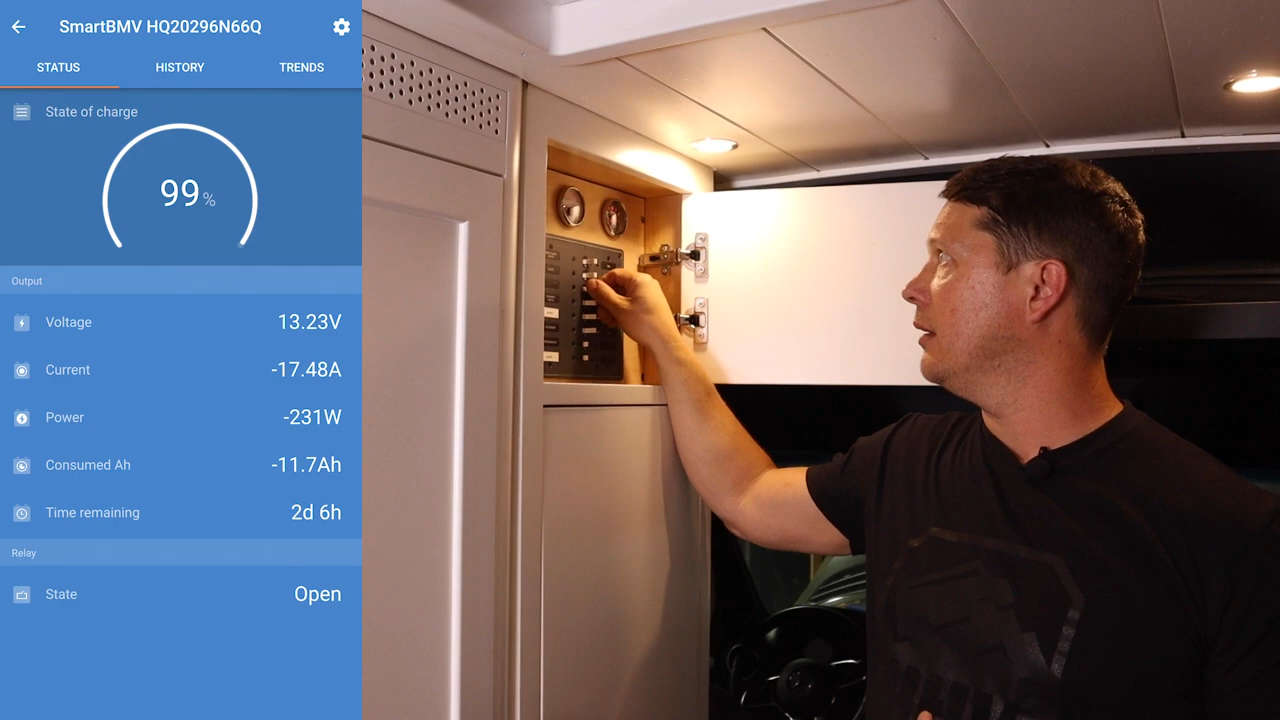 SmartBMV HQ20296N66Q
STATUS HISTORY TRENDS
State of charge
99%
Output
Voltage 13.23V
Current -17.48A
Power -231W
Consumed Ah -11.7Ah
Time remaining 2d 6h
Relay
State Open